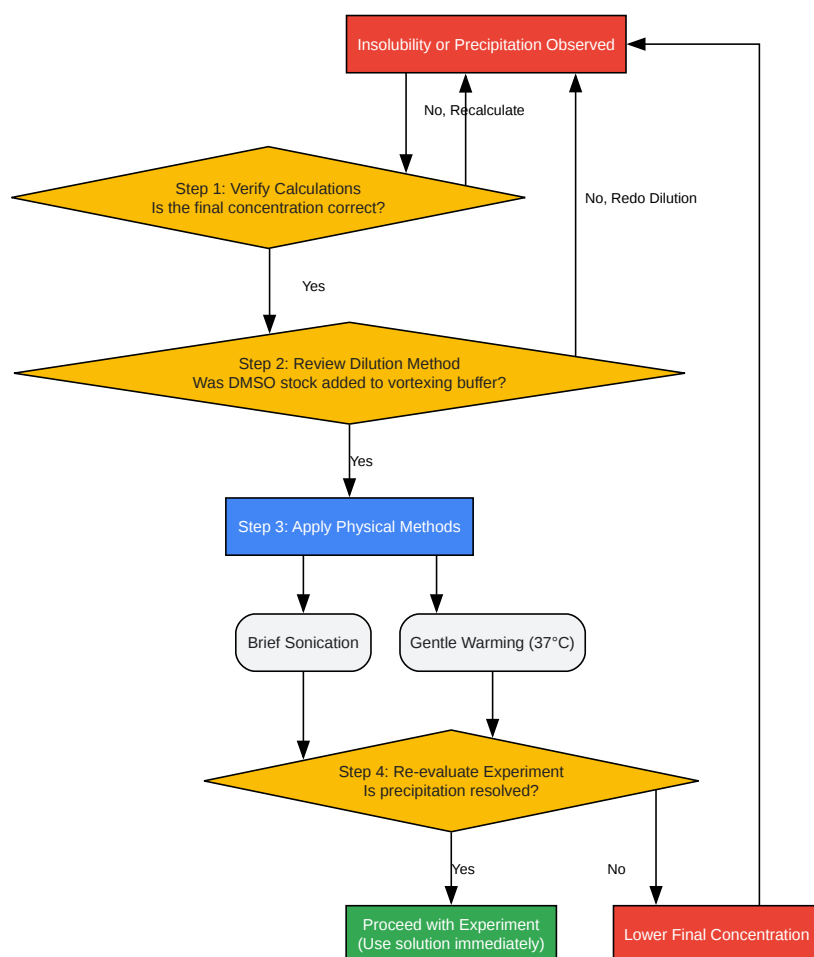 Insolubility or Precipitation Observed
No, Recalculate
Step 1: Verify Calculations
Is the final concentration correct?
No, Redo Dilution
Yes
Step 2: Review Dilution Method
Was DMSO stock added to vortexing buffer?
Yes
Step 3: Apply Physical Methods
Brief Sonication
Gentle Warming (37°C)
Step 4: Re-evaluate Experiment
Is precipitation resolved?
Yes
No
Proceed with Experiment
(Use solution immediately)
Lower Final Concentration